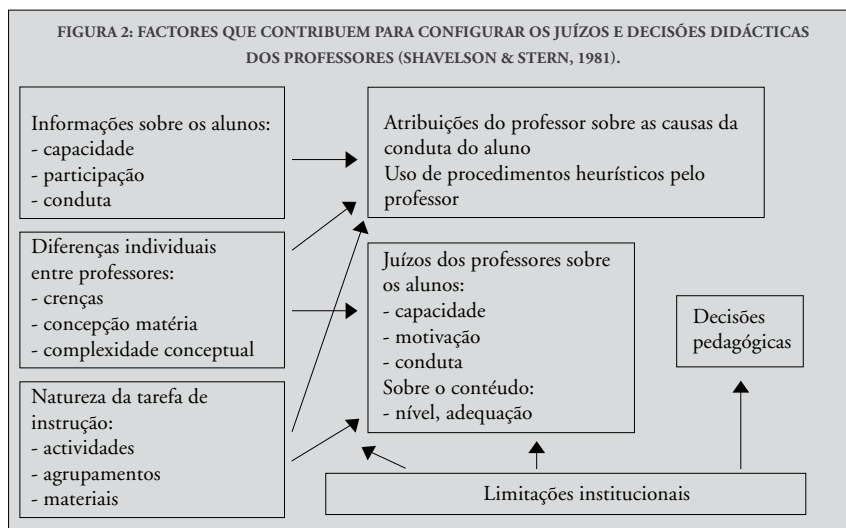 FIGURA 2: FACTORES QUE CONTRIBUEM PARA CONFIGURAR OS JUÍZOS E DECISÕES DIDÁCTICAS
DOS PROFESSORES (SHAVELSON & STERN, 1981).
Informações sobre os alunos:
- capacidade
- participação
- conduta
Atribuições do professor sobre as causas da
conduta do aluno
Uso de procedimentos heurísticos pelo
professor
Diferenças individuais
entre professores:
- crenças
- concepção matéria
- complexidade conceptual
Juízos dos professores sobre
os alunos:
- capacidade
- motivação
- conduta
Sobre o contéudo:
- nível, adequação
Decisões
pedagógicas
Natureza da tarefa de
instrução:
- actividades
- agrupamentos
- materiais
Limitações institucionais